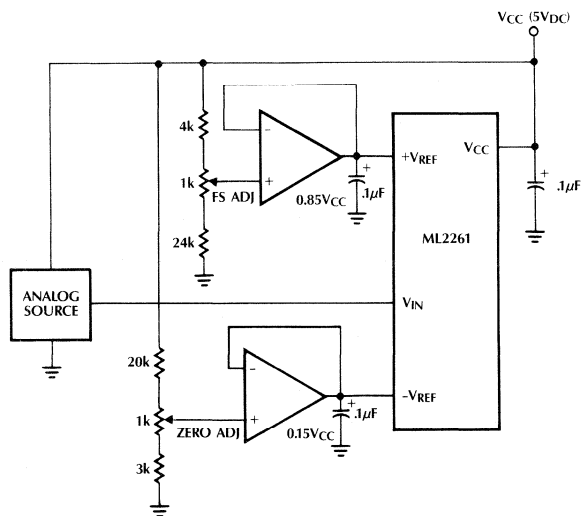 VCC (5VDC)
4k
1k
FS ADJ
24k
-
+
0.85VCC
+
.1μF
+VREF
VCC
+
.1μF
ML2261
ANALOG
SOURCE
VIN
20k
1k
ZERO ADJ
3k
-
+
0.15VCC
+
.1μF
-VREF